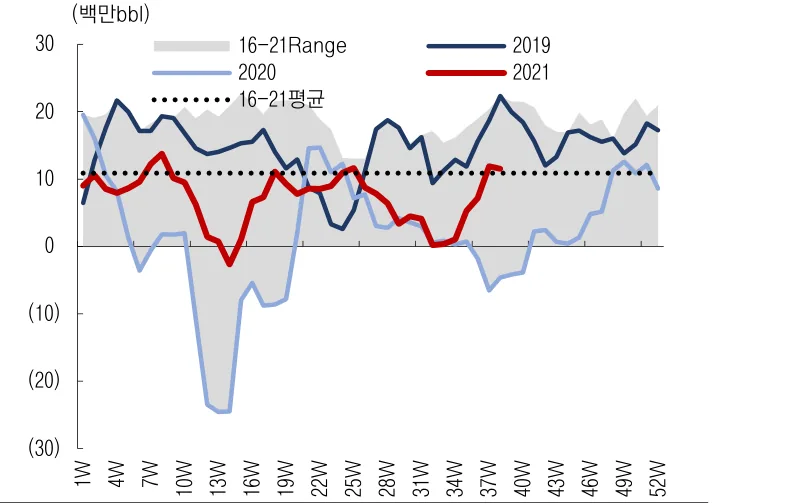 (백만bbl)
30
20
10
0
(10)
(20)
(30)
16-21Range
2019
2020
2021
16-21평균
1W
4W
7W
10W
13W
16W
19W
22W
25W
28W
31W
34W
37W
40W
43W
46W
49W
52W